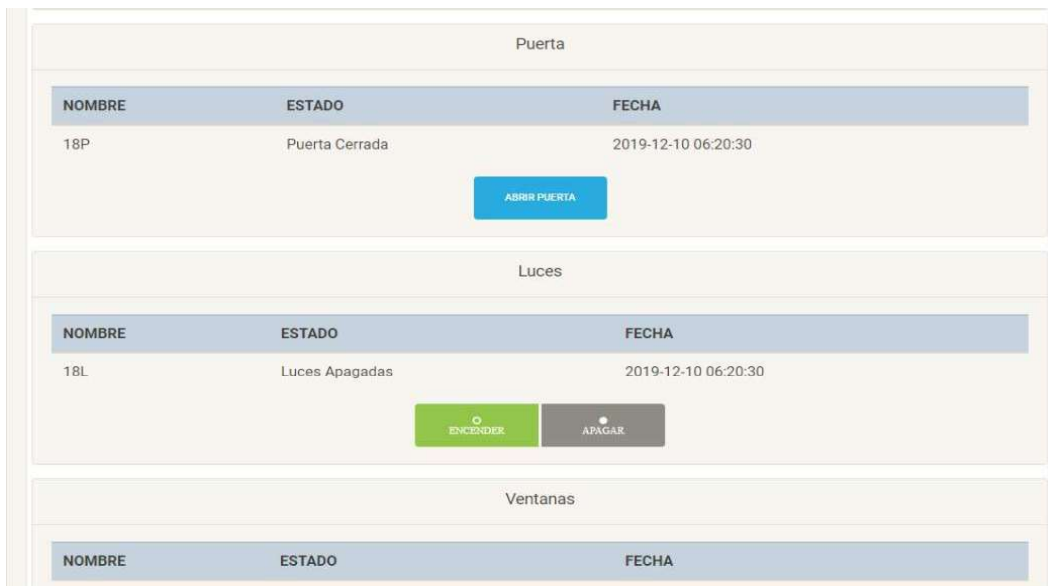 Puerta
NOMBRE ESTADO FECHA
18P Puerta Cerrada 2019-12-10 06:20:30
ABRIR PUERTA
Luces
NOMBRE ESTADO FECHA
18L Luces Apagadas 2019-12-10 06:20:30
ENCENDER APAGAR
Ventanas
NOMBRE ESTADO FECHA